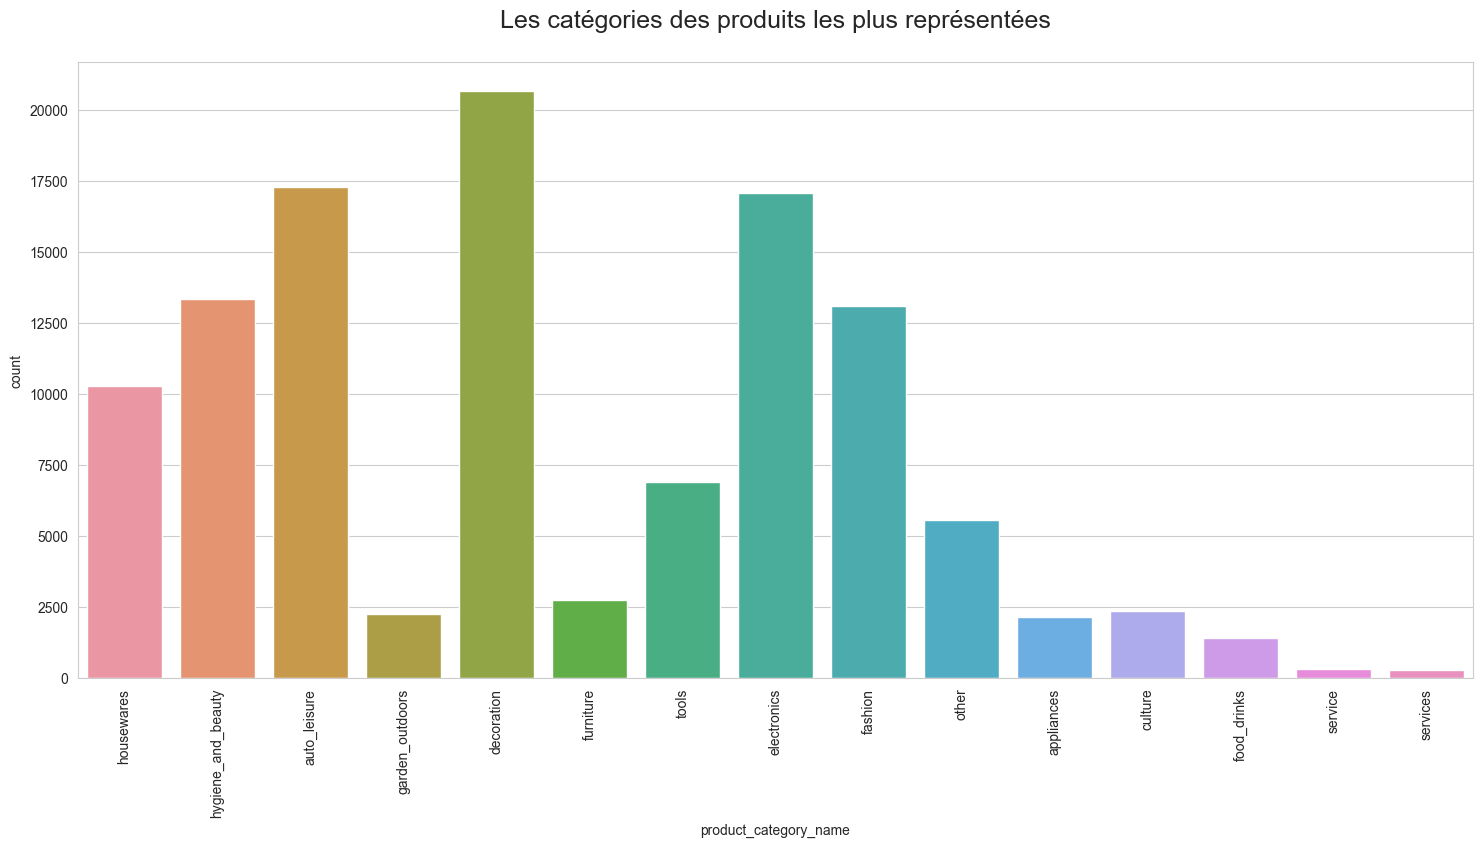 Les catégories des produits les plus représentées
20000
17500
15000
12500
10000
7500
5000
2500
0
count
housewares
hygiene_and_beauty
auto_leisure
garden_outdoors
decoration
furniture
tools
electronics
fashion
other
appliances
culture
food_drinks
service
services
product_category_name